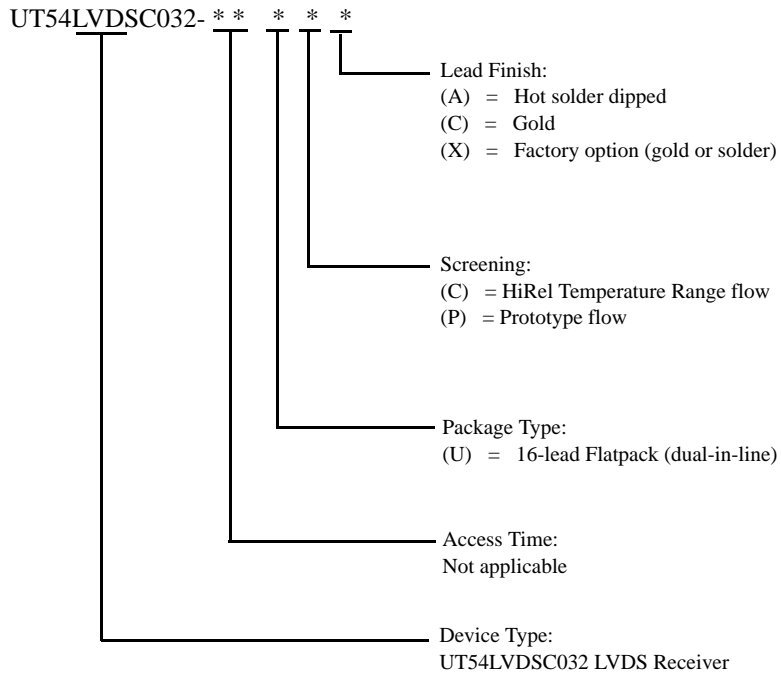 UT54LVDSC032- * * * * *
Lead Finish:
(A) = Hot solder dipped
(C) = Gold
(X) = Factory option (gold or solder)
Screening:
(C) = HiRel Temperature Range flow
(P) = Prototype flow
Package Type:
(U) = 16-lead Flatpack (dual-in-line)
Access Time:
Not applicable
Device Type:
UT54LVDSC032 LVDS Receiver